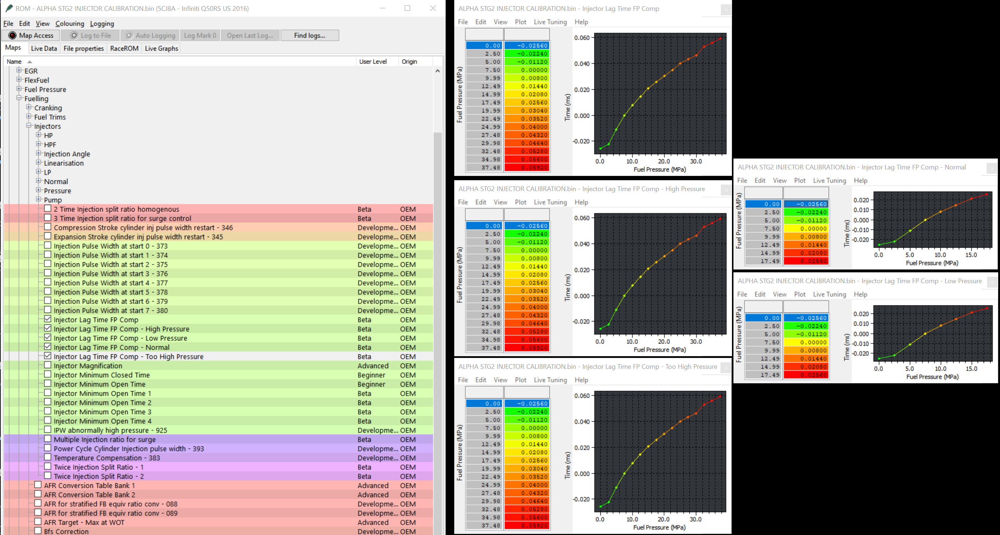 ROM - ALPHA STG2 INJECTOR CALIBRATION.bin (5CJ8A - Infiniti Q50RS US 2016)
File Edit View Colouring Logging
Map Access Log to File Auto Logging Log Mark 0 Open Last Log... Find logs...
Maps Live Data File properties RaceROM Live Graphs
Name User Level Origin
EGR
FlexFuel
Fuel Pressure
Fuelling
Cranking
Fuel Trims
Injectors
HP
HPF
Injection Angle
Linearisation
LP
Normal
Pressure
Pump
2 Time Injection split ratio homogenous Beta OEM
3 Time Injection split ratio for surge control Beta OEM
Compression Stroke cylinder inj pulse width restart - 346 Developme... OEM
Expansion Stroke cylinder inj pulse width restart - 345 Developme... OEM
Injection Pulse Width at start 0 - 373 Developme... OEM
Injection Pulse Width at start 1 - 374 Developme... OEM
Injection Pulse Width at start 2 - 375 Developme... OEM
Injection Pulse Width at start 3 - 376 Developme... OEM
Injection Pulse Width at start 4 - 377 Developme... OEM
Injection Pulse Width at start 5 - 378 Developme... OEM
Injection Pulse Width at start 6 - 379 Developme... OEM
Injection Pulse Width at start 7 - 380 Developme... OEM
Injector Lag Time FP Comp Beta OEM
Injector Lag Time FP Comp - High Pressure Beta OEM
Injector Lag Time FP Comp - Low Pressure Beta OEM
Injector Lag Time FP Comp - Normal Beta OEM
Injector Lag Time FP Comp - Too High Pressure Beta OEM
Injector Magnification Advanced OEM
Injector Minimum Closed Time Beginner OEM
Injector Minimum Open Time Beginner OEM
Injector Minimum Open Time 1 Beta OEM
Injector Minimum Open Time 2 Beta OEM
Injector Minimum Open Time 3 Beta OEM
Injector Minimum Open Time 4 Beta OEM
IPW abnormally high pressure - 925 Developme... OEM
Multiple Injection ratio for surge Beta OEM
Power Cycle Cylinder Injection pulse width - 393 Developme... OEM
Temperature Compensation - 383 Developme... OEM
Twice Injection Split Ratio - 1 Beta OEM
Twice Injection Split Ratio - 2 Beta OEM
AFR Conversion Table Bank 1 Advanced OEM
AFR Conversion Table Bank 2 Advanced OEM
AFR for stratified FB equiv ratio conv - 088 Developme... OEM
AFR for stratified FB equiv ratio conv - 089 Developme... OEM
AFR Target - Max at WOT Advanced OEM
Bfs Correction Developme... OEM
ALPHA STG2 INJECTOR CALIBRATION.bin - Injector Lag Time FP Comp
File Edit View Plot Live Tuning Help
Fuel Pressure (MPa)
0.00 -0.02560
2.50 -0.02240
5.00 -0.01120
7.50 0.00000
9.99 0.00800
12.49 0.01440
14.99 0.02080
17.49 0.02560
19.99 0.03040
22.49 0.03520
24.99 0.04000
27.48 0.04320
29.98 0.04640
32.48 0.05280
34.98 0.05600
37.48 0.05920
Time (ms)
0.060
0.040
0.020
0.000
-0.020
0.0 10.0 20.0 30.0
Fuel Pressure (MPa)
ALPHA STG2 INJECTOR CALIBRATION.bin - Injector Lag Time FP Comp - High Pressure
File Edit View Plot Live Tuning Help
Fuel Pressure (MPa)
0.00 -0.02560
2.50 -0.02240
5.00 -0.01120
7.50 0.00000
9.99 0.00800
12.49 0.01440
14.99 0.02080
17.49 0.02560
19.99 0.03040
22.49 0.03520
24.99 0.04000
27.48 0.04320
29.98 0.04640
32.48 0.05280
34.98 0.05600
37.48 0.05920
Time (ms)
0.060
0.040
0.020
0.000
-0.020
0.0 10.0 20.0 30.0
Fuel Pressure (MPa)
ALPHA STG2 INJECTOR CALIBRATION.bin - Injector Lag Time FP Comp - Too High Pressure
File Edit View Plot Live Tuning Help
Fuel Pressure (MPa)
0.00 -0.02560
2.50 -0.02240
5.00 -0.01120
7.50 0.00000
9.99 0.00800
12.49 0.01440
14.99 0.02080
17.49 0.02560
19.99 0.03040
22.49 0.03520
24.99 0.04000
27.48 0.04320
29.98 0.04640
32.48 0.05280
34.98 0.05600
37.48 0.05920
Time (ms)
0.060
0.040
0.020
0.000
-0.020
0.0 10.0 20.0 30.0
Fuel Pressure (MPa)
ALPHA STG2 INJECTOR CALIBRATION.bin - Injector Lag Time FP Comp - Normal
File Edit View Plot Live Tuning Help
Fuel Pressure (MPa)
0.00 -0.02560
2.50 -0.02240
5.00 -0.01120
7.50 0.00000
9.99 0.00800
12.49 0.01440
14.99 0.02080
17.49 0.02560
Time (ms)
0.020
0.010
0.000
-0.010
-0.020
0.0 5.0 10.0 15.0
Fuel Pressure (MPa)
ALPHA STG2 INJECTOR CALIBRATION.bin - Injector Lag Time FP Comp - Low Pressure
File Edit View Plot Live Tuning Help
Fuel Pressure (MPa)
0.00 -0.02560
2.50 -0.02240
5.00 -0.01120
7.50 0.00000
9.99 0.00800
12.49 0.01440
14.99 0.02080
17.49 0.02560
Time (ms)
0.020
0.010
0.000
-0.010
-0.020
0.0 5.0 10.0 15.0
Fuel Pressure (MPa)